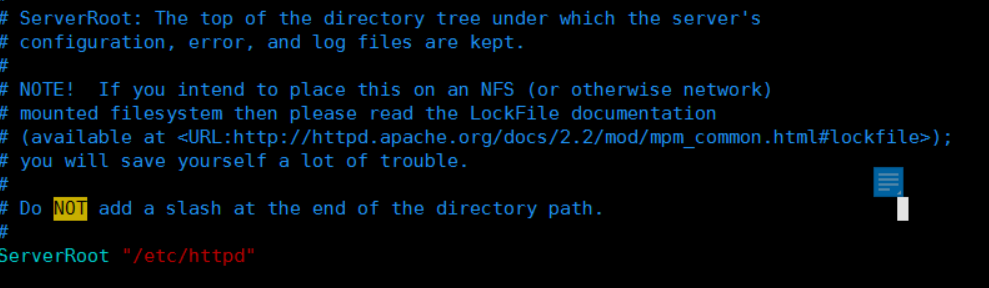 # ServerRoot: The top of the directory tree under which the server's
# configuration, error, and log files are kept.
#
# NOTE!  If you intend to place this on an NFS (or otherwise network)
# mounted filesystem then please read the LockFile documentation
# (available at <URL:http://httpd.apache.org/docs/2.2/mod/mpm_common.html#lockfile>);
# you will save yourself a lot of trouble.
#
# Do NOT add a slash at the end of the directory path.
#
ServerRoot "/etc/httpd"